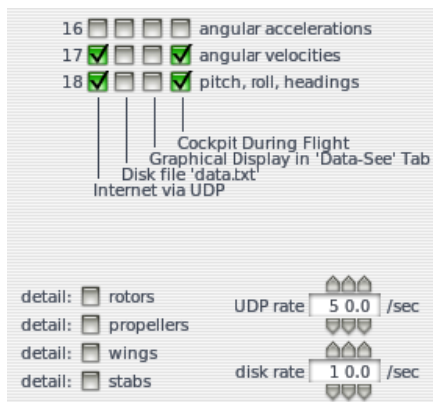 16 angular accelerations
17 angular velocities
18 pitch, roll, headings
Cockpit During Flight
Graphical Display in 'Data-See' Tab
Disk file 'data.txt'
Internet via UDP
detail: rotors
UDP rate 5 0.0 /sec
detail: propellers
detail: wings
disk rate 1 0.0 /sec
detail: stabs